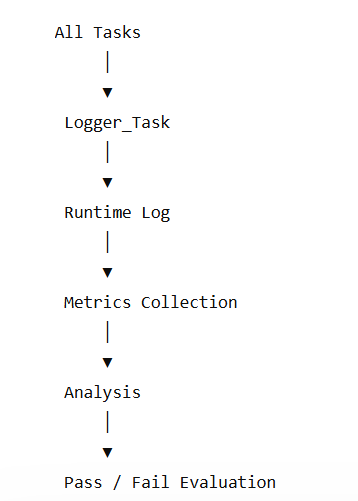 All Tasks
Logger_Task
Runtime Log
Metrics Collection
Analysis
Pass / Fail Evaluation